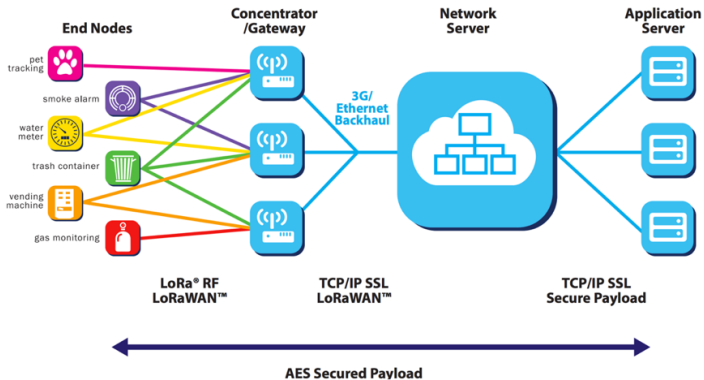 End Nodes
Concentrator
/Gateway
Network
Server
Application
Server
pet
tracking
smoke alarm
water
meter
trash container
vending
machine
gas monitoring
3G/
Ethernet
Backhaul
LoRa® RF
LoRaWAN™
TCP/IP SSL
LoRaWAN™
TCP/IP SSL
Secure Payload
AES Secured Payload